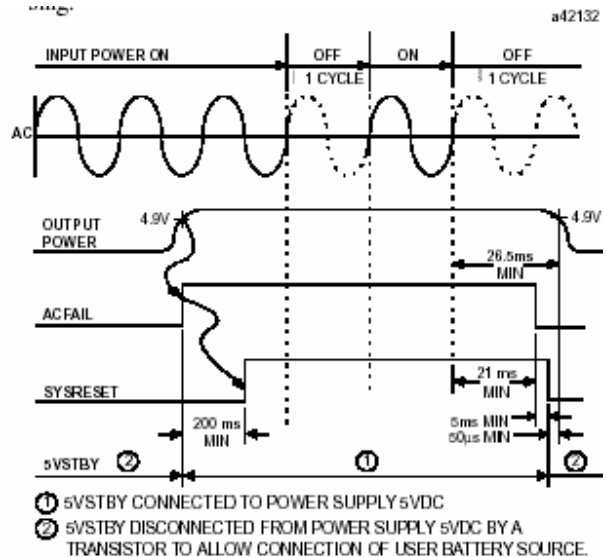 a42132
INPUT POWER ON
OFF
ON
OFF
1 CYCLE
1 CYCLE
AC
4.9V
4.9V
OUTPUT
POWER
26.5ms
MIN
ACFAIL
SYSRESET
21 ms
MIN
200 ms
MIN
5ms MIN
50µs MIN
5VSTBY
2
1
2
1 5VSTBY CONNECTED TO POWER SUPPLY 5VDC
2 5VSTBY DISCONNECTED FROM POWER SUPPLY 5VDC BY A
TRANSISTOR TO ALLOW CONNECTION OF USER BATTERY SOURCE.